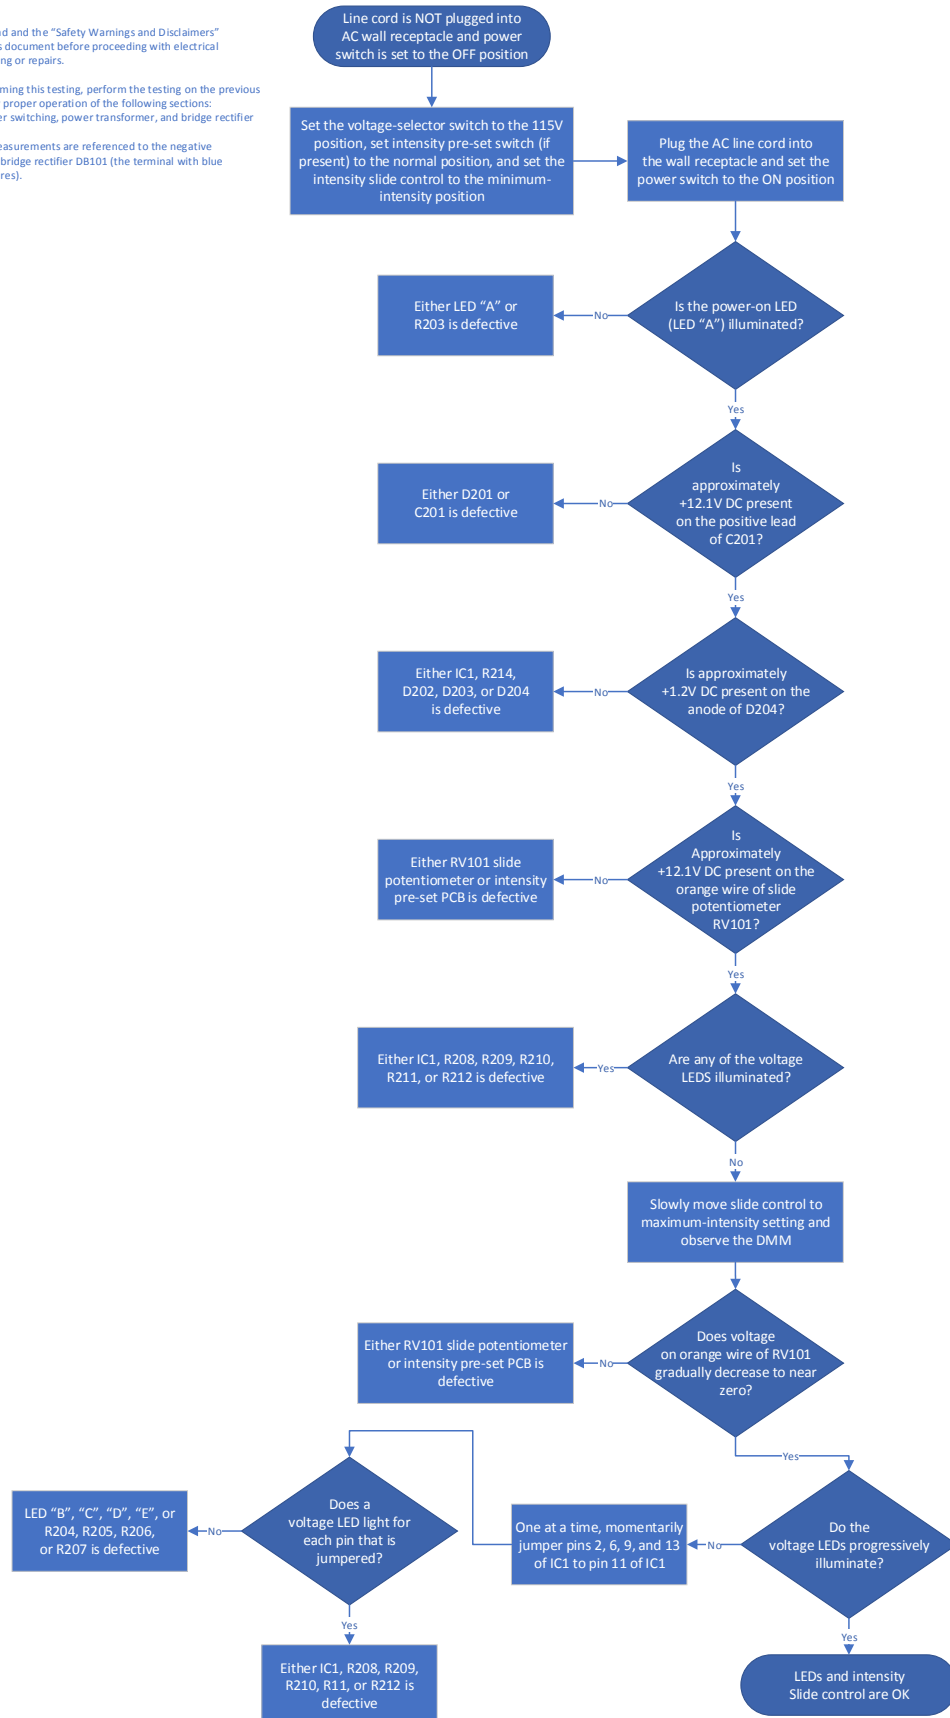 nd and the “Safety Warnings and Disclaimers”
s document before proceeding with electrical
ng or repairs.
ming this testing, perform the testing on the previous
proper operation of the following sections:
er switching, power transformer, and bridge rectifier
easurements are referenced to the negative
bridge rectifier DB101 (the terminal with blue
res).
Line cord is NOT plugged into
AC wall receptacle and power
switch is set to the OFF position
Set the voltage-selector switch to the 115V
position, set intensity pre-set switch (if
present) to the normal position, and set the
intensity slide control to the minimum-
intensity position
Plug the AC line cord into
the wall receptacle and set the
power switch to the ON position
Is the power-on LED
(LED “A”) illuminated?
No
Either LED “A” or
R203 is defective
Yes
Is
approximately
+12.1V DC present
on the positive lead
of C201?
No
Either D201 or
C201 is defective
Yes
Is approximately
+1.2V DC present on the
anode of D204?
No
Either IC1, R214,
D202, D203, or D204
is defective
Yes
Is
Approximately
+12.1V DC present on the
orange wire of slide
potentiometer
RV101?
No
Either RV101 slide
potentiometer or intensity
pre-set PCB is defective
Yes
Are any of the voltage
LEDS illuminated?
Yes
Either IC1, R208, R209, R210,
R211, or R212 is defective
No
Slowly move slide control to
maximum-intensity setting and
observe the DMM
Does voltage
on orange wire of RV101
gradually decrease to near
zero?
No
Either RV101 slide potentiometer
or intensity pre-set PCB is
defective
Yes
Do the
voltage LEDs progressively
illuminate?
No
One at a time, momentarily
jumper pins 2, 6, 9, and 13
of IC1 to pin 11 of IC1
Does a
voltage LED light for
each pin that is
jumpered?
No
LED “B”, “C”, “D”, “E”, or
R204, R205, R206,
or R207 is defective
Yes
Either IC1, R208, R209,
R210, R11, or R212 is
defective
Yes
LEDs and intensity
Slide control are OK